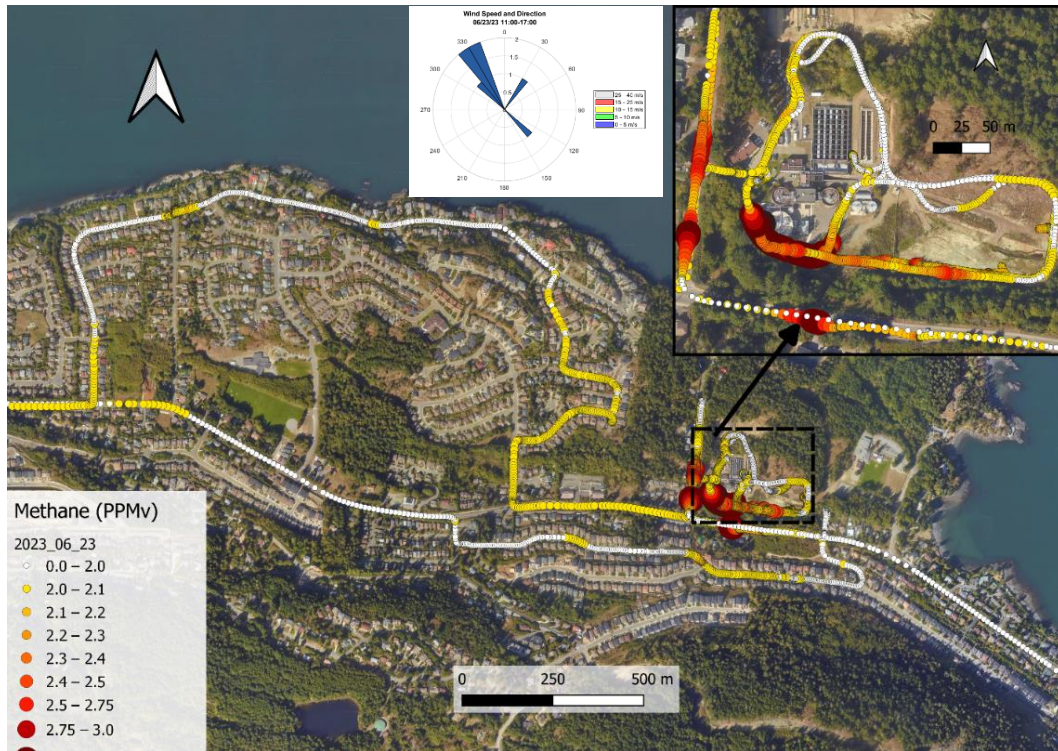 Wind Speed and Direction
06/23/23 11:00-17:00
0
30
60
120
150
180
210
240
270
300
330
2
1.5
1
0.5
25 - 40 m/s
15 - 25 m/s
10 - 15 m/s
5 - 10 m/s
0 - 5 m/s
0 25 50 m
Methane (PPMv)
2023_06_23
0.0 – 2.0
2.0 – 2.1
2.1 – 2.2
2.2 – 2.3
2.3 – 2.4
2.4 – 2.5
2.5 – 2.75
2.75 – 3.0
0 250 500 m